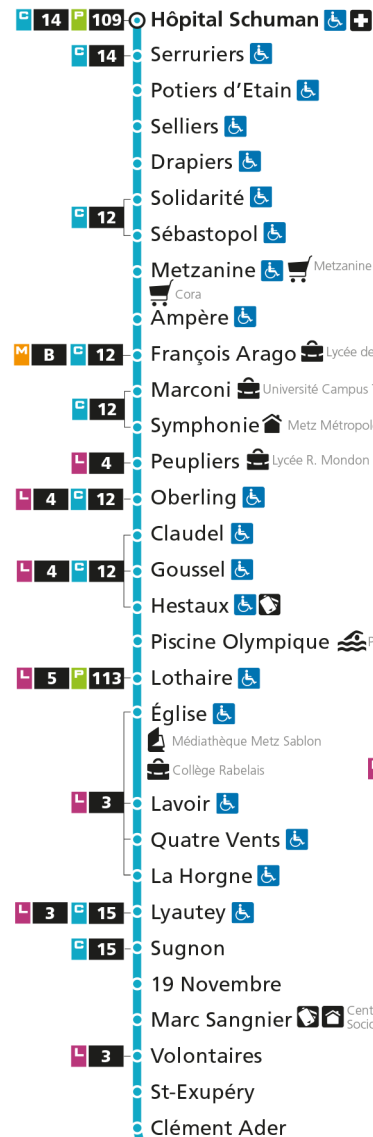 C 14 P 109 Hôpital Schuman
C 14 Serruriers
Potiers d'Etain
Selliers
Drapiers
Solidarité
C 12
Sébastopol
Metzanine Metzanine
Cora
Ampère
M B C 12 François Arago Lycée de
Marconi Université Campus
C 12
Symphonie Metz Métropol
L 4 Peupliers Lycée R. Mondon
L 4 C 12 Oberling
Claudel
L 4 C 12 Goussel
Hestaux
Piscine Olympique
L 5 P 113 Lothaire
Église
Médiathèque Metz Sablon
Collège Rabelais
L 3 Lavoir
Quatre Vents
La Horgne
L 3 C 15 Lyautey
C 15 Sugnon
19 Novembre
Marc Sangnier Cent
Socio
L 3 Volontaires
St-Exupéry
Clément Ader